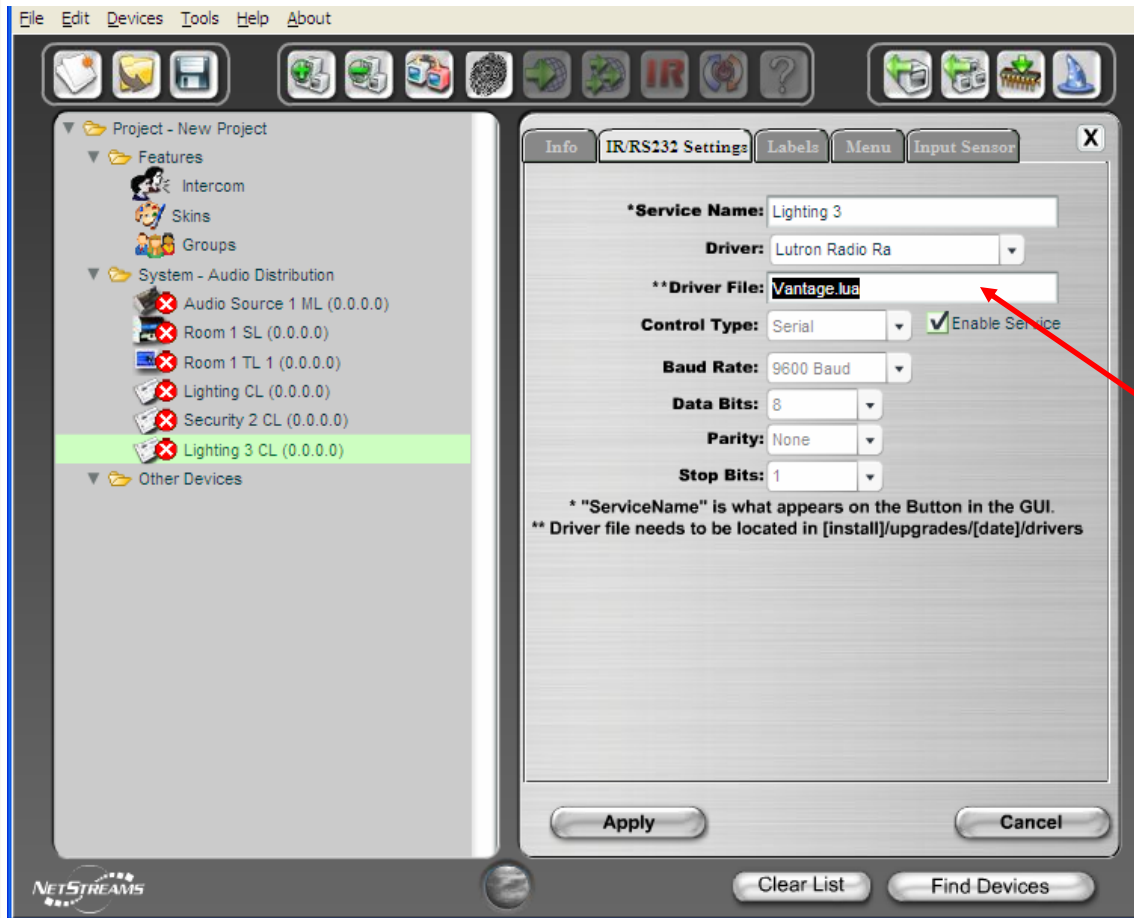 File Edit Devices Tools Help About
IR ?
Project - New Project
Features
Intercom
Skins
Groups
System - Audio Distribution
Audio Source 1 ML (0.0.0.0)
Room 1 SL (0.0.0.0)
Room 1 TL 1 (0.0.0.0)
Lighting CL (0.0.0.0)
Security 2 CL (0.0.0.0)
Lighting 3 CL (0.0.0.0)
Other Devices
Info IR/RS232 Settings Labels Menu Input Sensor X
*Service Name: Lighting 3
Driver: Lutron Radio Ra
**Driver File: Vantage.lua
Control Type: Serial Enable Service
Baud Rate: 9600 Baud
Data Bits: 8
Parity: None
Stop Bits: 1
* "ServiceName" is what appears on the Button in the GUI.
** Driver file needs to be located in [install]/upgrades/[date]/drivers
Apply Cancel
NETSTREAMS Clear List Find Devices